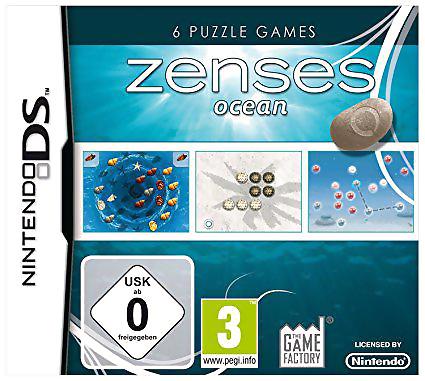 6 PUZZLE GAMES
zenses
ocean
NINTENDO DS™
USK
ab
0
freigegeben
3
www.pegi.info
THE
GAME
FACTORY®
LICENSED BY
Nintendo®